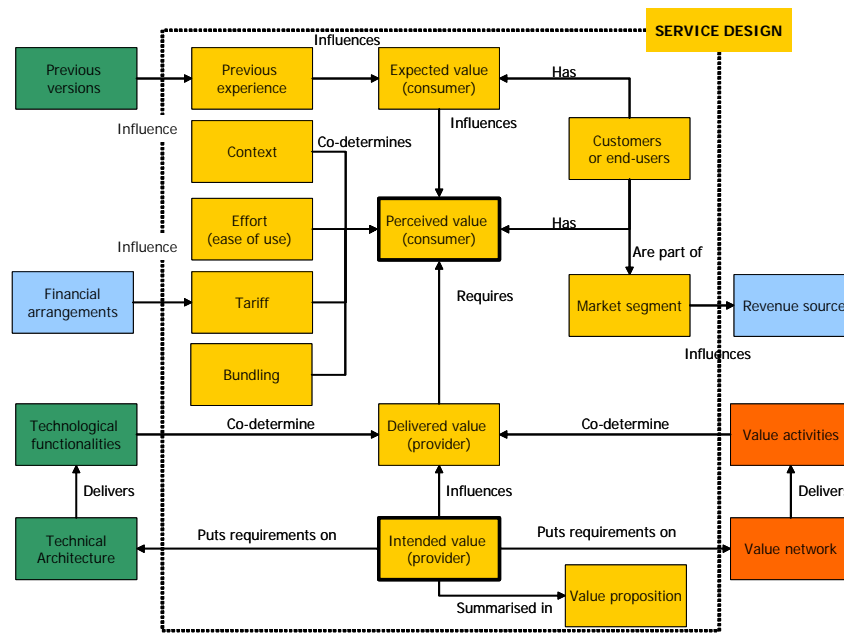 SERVICE DESIGN
Influences
Previous
versions
Previous
experience
Expected value
(consumer)
Has
Influence
Context
Co-determines
Influences
Customers
or end-users
Effort
(ease of use)
Perceived value
(consumer)
Has
Influence
Are part of
Financial
arrangements
Tariff
Requires
Market segment
Revenue source
Influences
Bundling
Technological
functionalities
Co-determine
Delivered value
(provider)
Co-determine
Value activities
Delivers
Influences
Delivers
Technical
Architecture
Puts requirements on
Intended value
(provider)
Puts requirements on
Value network
Summarised in
Value proposition